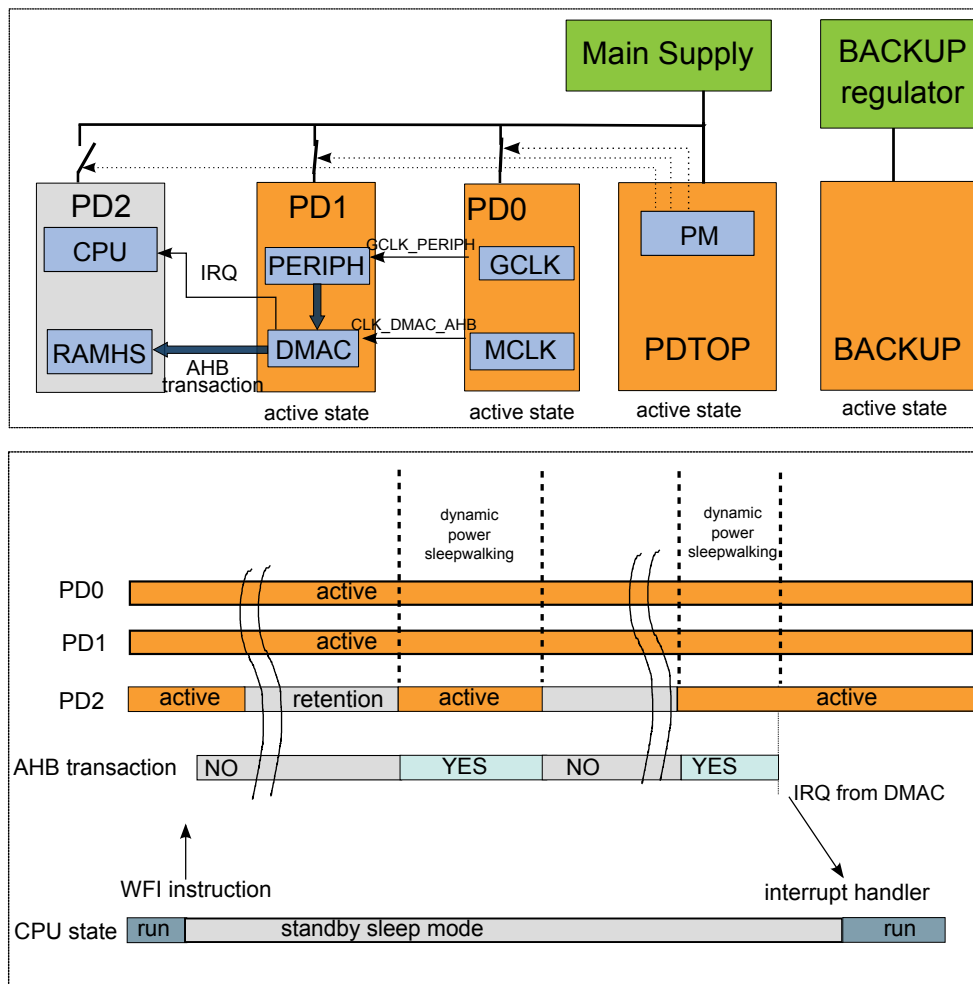 Main Supply
BACKUP
regulator
PD2
PD1
PD0
CPU
IRQ
PERIPH
GCLK_PERIPH
GCLK
PM
RAMHS
AHB
transaction
DMAC
CLK_DMAC_AHB
MCLK
PDTOP
BACKUP
active state
active state
active state
active state
dynamic
power
sleepwalking
dynamic
power
sleepwalking
PD0
active
PD1
active
PD2
active
retention
active
active
AHB transaction
NO
YES
NO
YES
IRQ from DMAC
WFI instruction
interrupt handler
CPU state
run
standby sleep mode
run